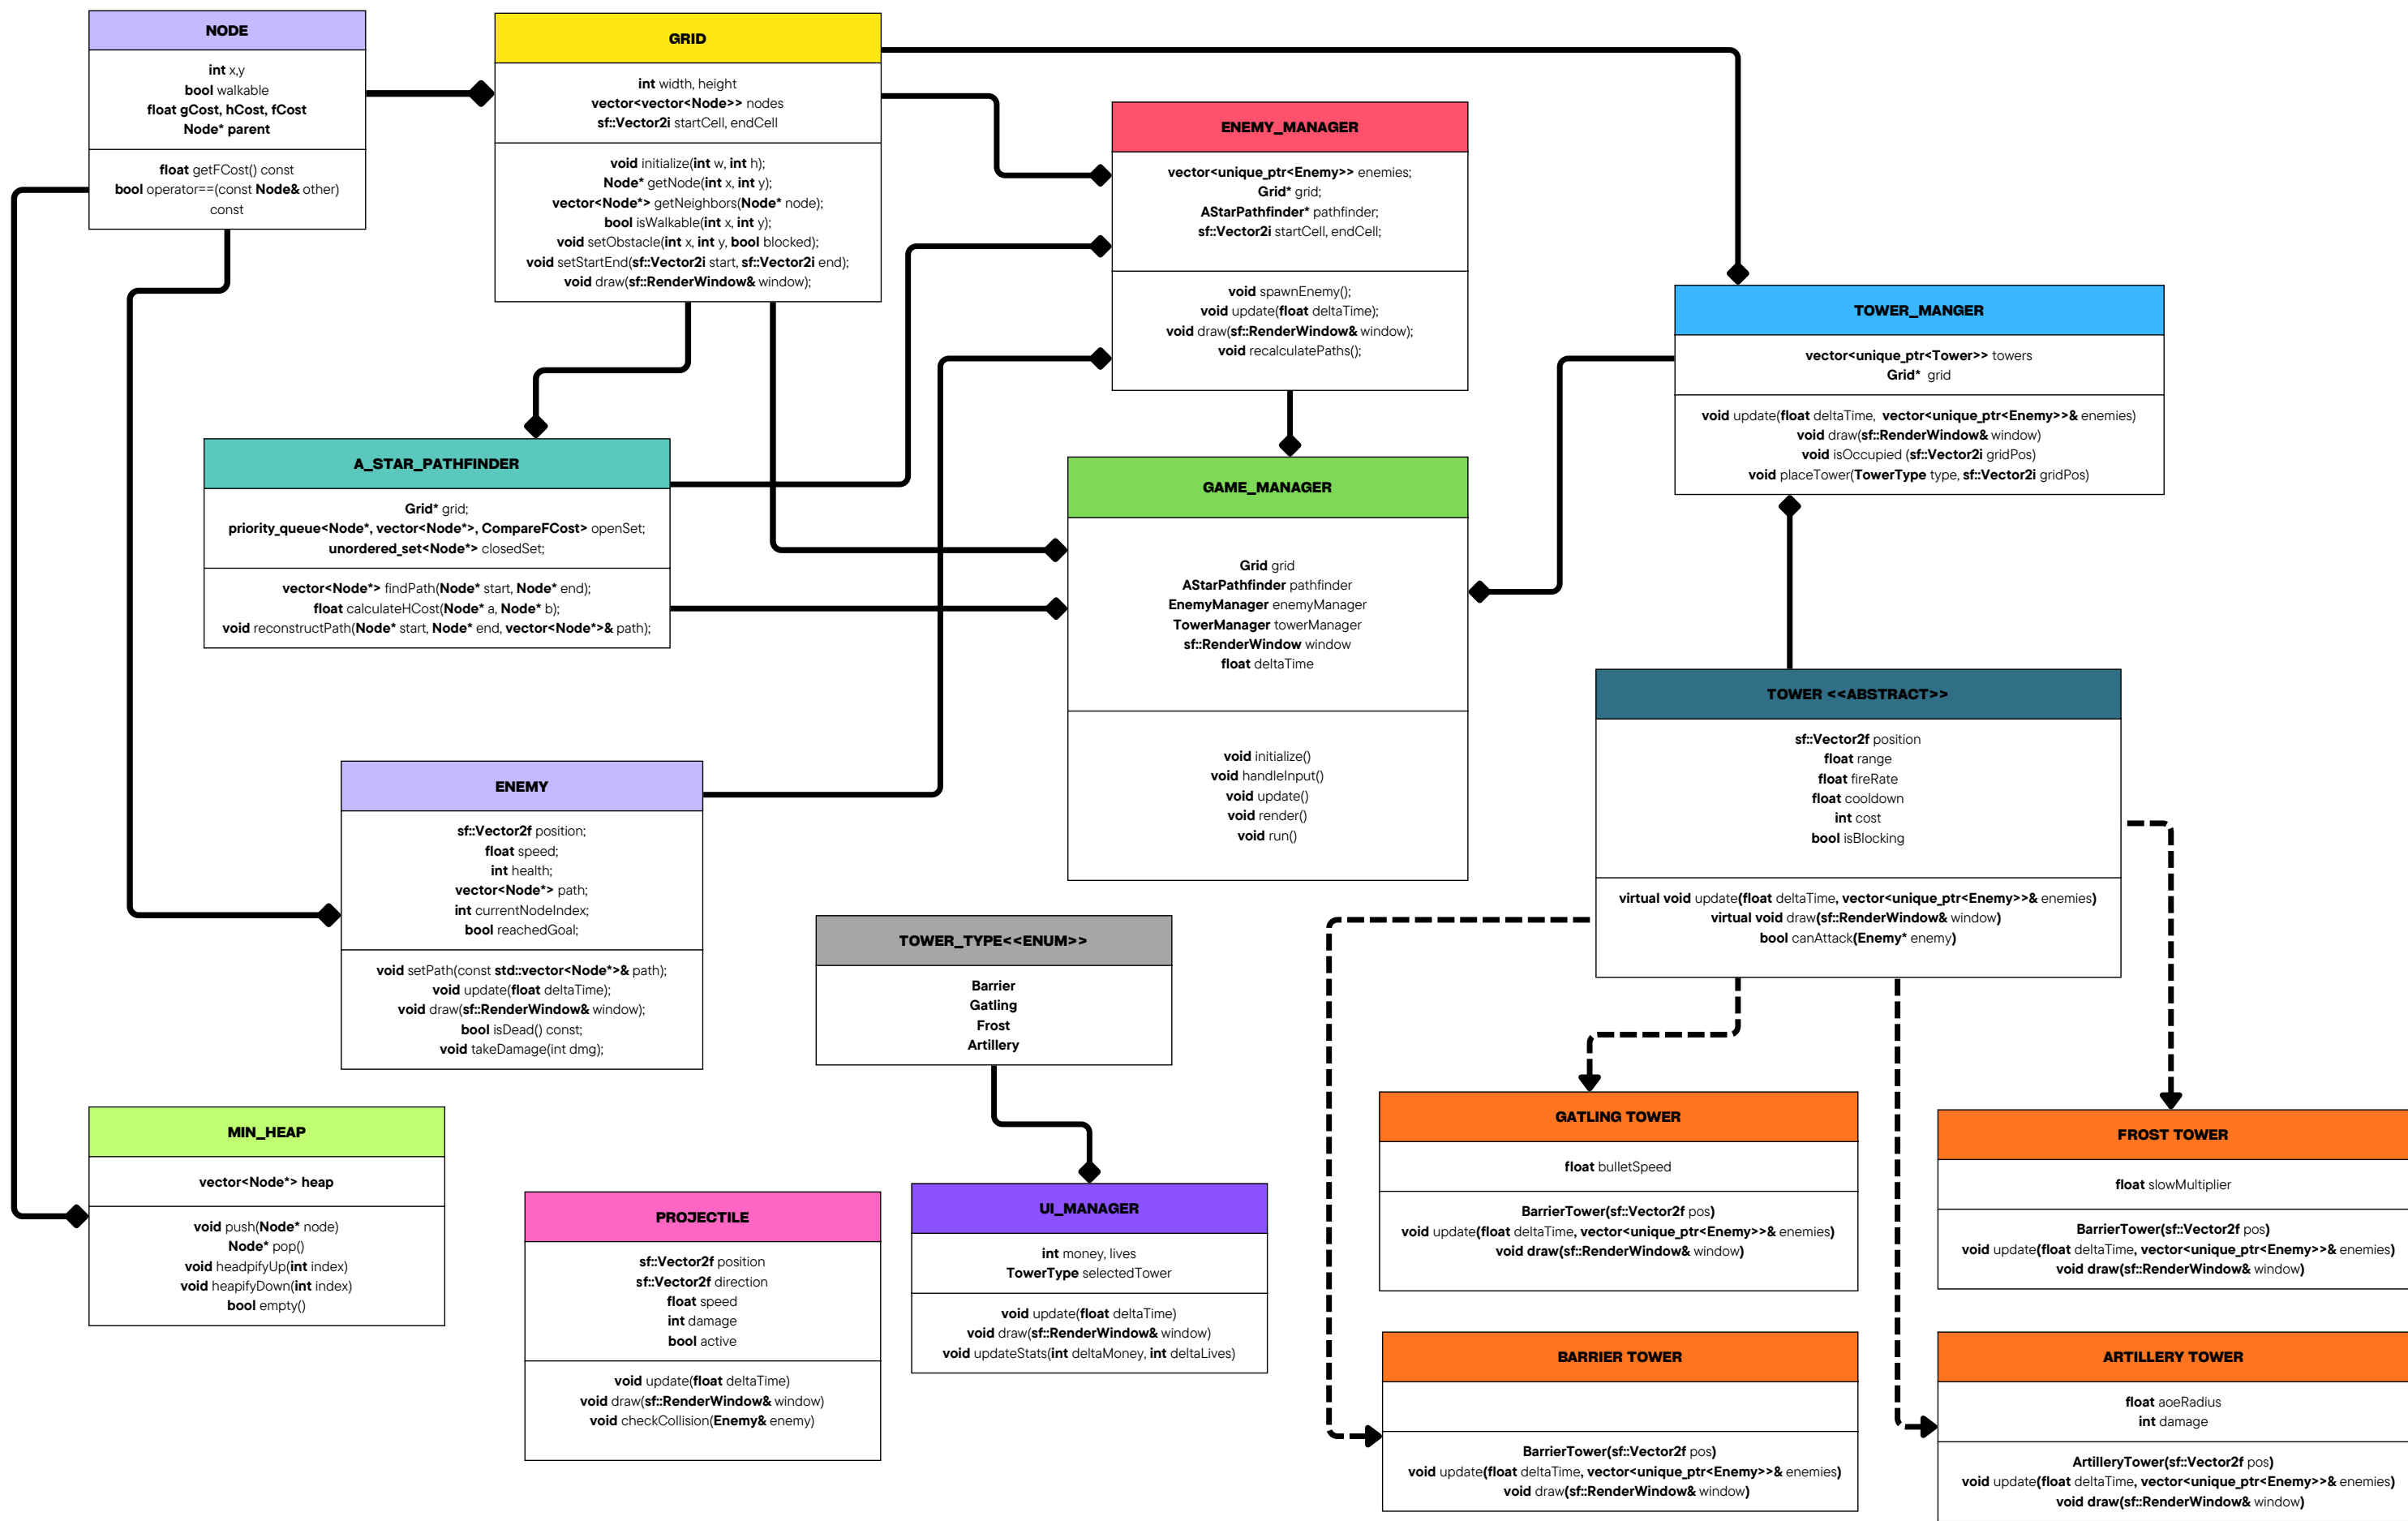 NODE
int x,y
bool walkable
float gCost, hCost, fCost
Node* parent
float getFCost() const
bool operator==(const Node& other)
const
GRID
int width, height
vector<vector<Node>> nodes
sf::Vector2i startCell, endCell
void initialize(int w, int h);
Node* getNode(int x, int y);
vector<Node*> getNeighbors(Node* node);
bool isWalkable(int x, int y);
void setObstacle(int x, int y, bool blocked);
void setStartEnd(sf::Vector2i start, sf::Vector2i end);
void draw(sf::RenderWindow& window);
ENEMY_MANAGER
vector<unique_ptr<Enemy>> enemies;
Grid* grid;
AStarPathfinder* pathfinder;
sf::Vector2i startCell, endCell;
void spawnEnemy();
void update(float deltaTime);
void draw(sf::RenderWindow& window);
void recalculatePaths();
TOWER_MANGER
vector<unique_ptr<Tower>> towers
Grid* grid
void update(float deltaTime, vector<unique_ptr<Enemy>>& enemies)
void draw(sf::RenderWindow& window)
void isOccupied (sf::Vector2i gridPos)
void placeTower(TowerType type, sf::Vector2i gridPos)
A_STAR_PATHFINDER
Grid* grid;
priority_queue<Node*, vector<Node*>, CompareFCost> openSet;
unordered_set<Node*> closedSet;
vector<Node*> findPath(Node* start, Node* end);
float calculateHCost(Node* a, Node* b);
void reconstructPath(Node* start, Node* end, vector<Node*>& path);
GAME_MANAGER
Grid grid
AStarPathfinder pathfinder
EnemyManager enemyManager
TowerManager towerManager
sf::RenderWindow window
float deltaTime
void initialize()
void handleInput()
void update()
void render()
void run()
TOWER <<ABSTRACT>>
sf::Vector2f position
float range
float fireRate
float cooldown
int cost
bool isBlocking
virtual void update(float deltaTime, vector<unique_ptr<Enemy>>& enemies)
virtual void draw(sf::RenderWindow& window)
bool canAttack(Enemy* enemy)
ENEMY
sf::Vector2f position;
float speed;
int health;
vector<Node*> path;
int currentNodeIndex;
bool reachedGoal;
void setPath(const std::vector<Node*>& path);
void update(float deltaTime);
void draw(sf::RenderWindow& window);
bool isDead() const;
void takeDamage(int dmg);
TOWER_TYPE<<ENUM>>
Barrier
Gatling
Frost
Artillery
MIN_HEAP
vector<Node*> heap
void push(Node* node)
Node* pop()
void headpifyUp(int index)
void heapifyDown(int index)
bool empty()
PROJECTILE
sf::Vector2f position
sf::Vector2f direction
float speed
int damage
bool active
void update(float deltaTime)
void draw(sf::RenderWindow& window)
void checkCollision(Enemy& enemy)
UI_MANAGER
int money, lives
TowerType selectedTower
void update(float deltaTime)
void draw(sf::RenderWindow& window)
void updateStats(int deltaMoney, int deltaLives)
GATLING TOWER
float bulletSpeed
BarrierTower(sf::Vector2f pos)
void update(float deltaTime, vector<unique_ptr<Enemy>>& enemies)
void draw(sf::RenderWindow& window)
FROST TOWER
float slowMultiplier
BarrierTower(sf::Vector2f pos)
void update(float deltaTime, vector<unique_ptr<Enemy>>& enemies)
void draw(sf::RenderWindow& window)
BARRIER TOWER
BarrierTower(sf::Vector2f pos)
void update(float deltaTime, vector<unique_ptr<Enemy>>& enemies)
void draw(sf::RenderWindow& window)
ARTILLERY TOWER
float aoeRadius
int damage
ArtilleryTower(sf::Vector2f pos)
void update(float deltaTime, vector<unique_ptr<Enemy>>& enemies)
void draw(sf::RenderWindow& window)